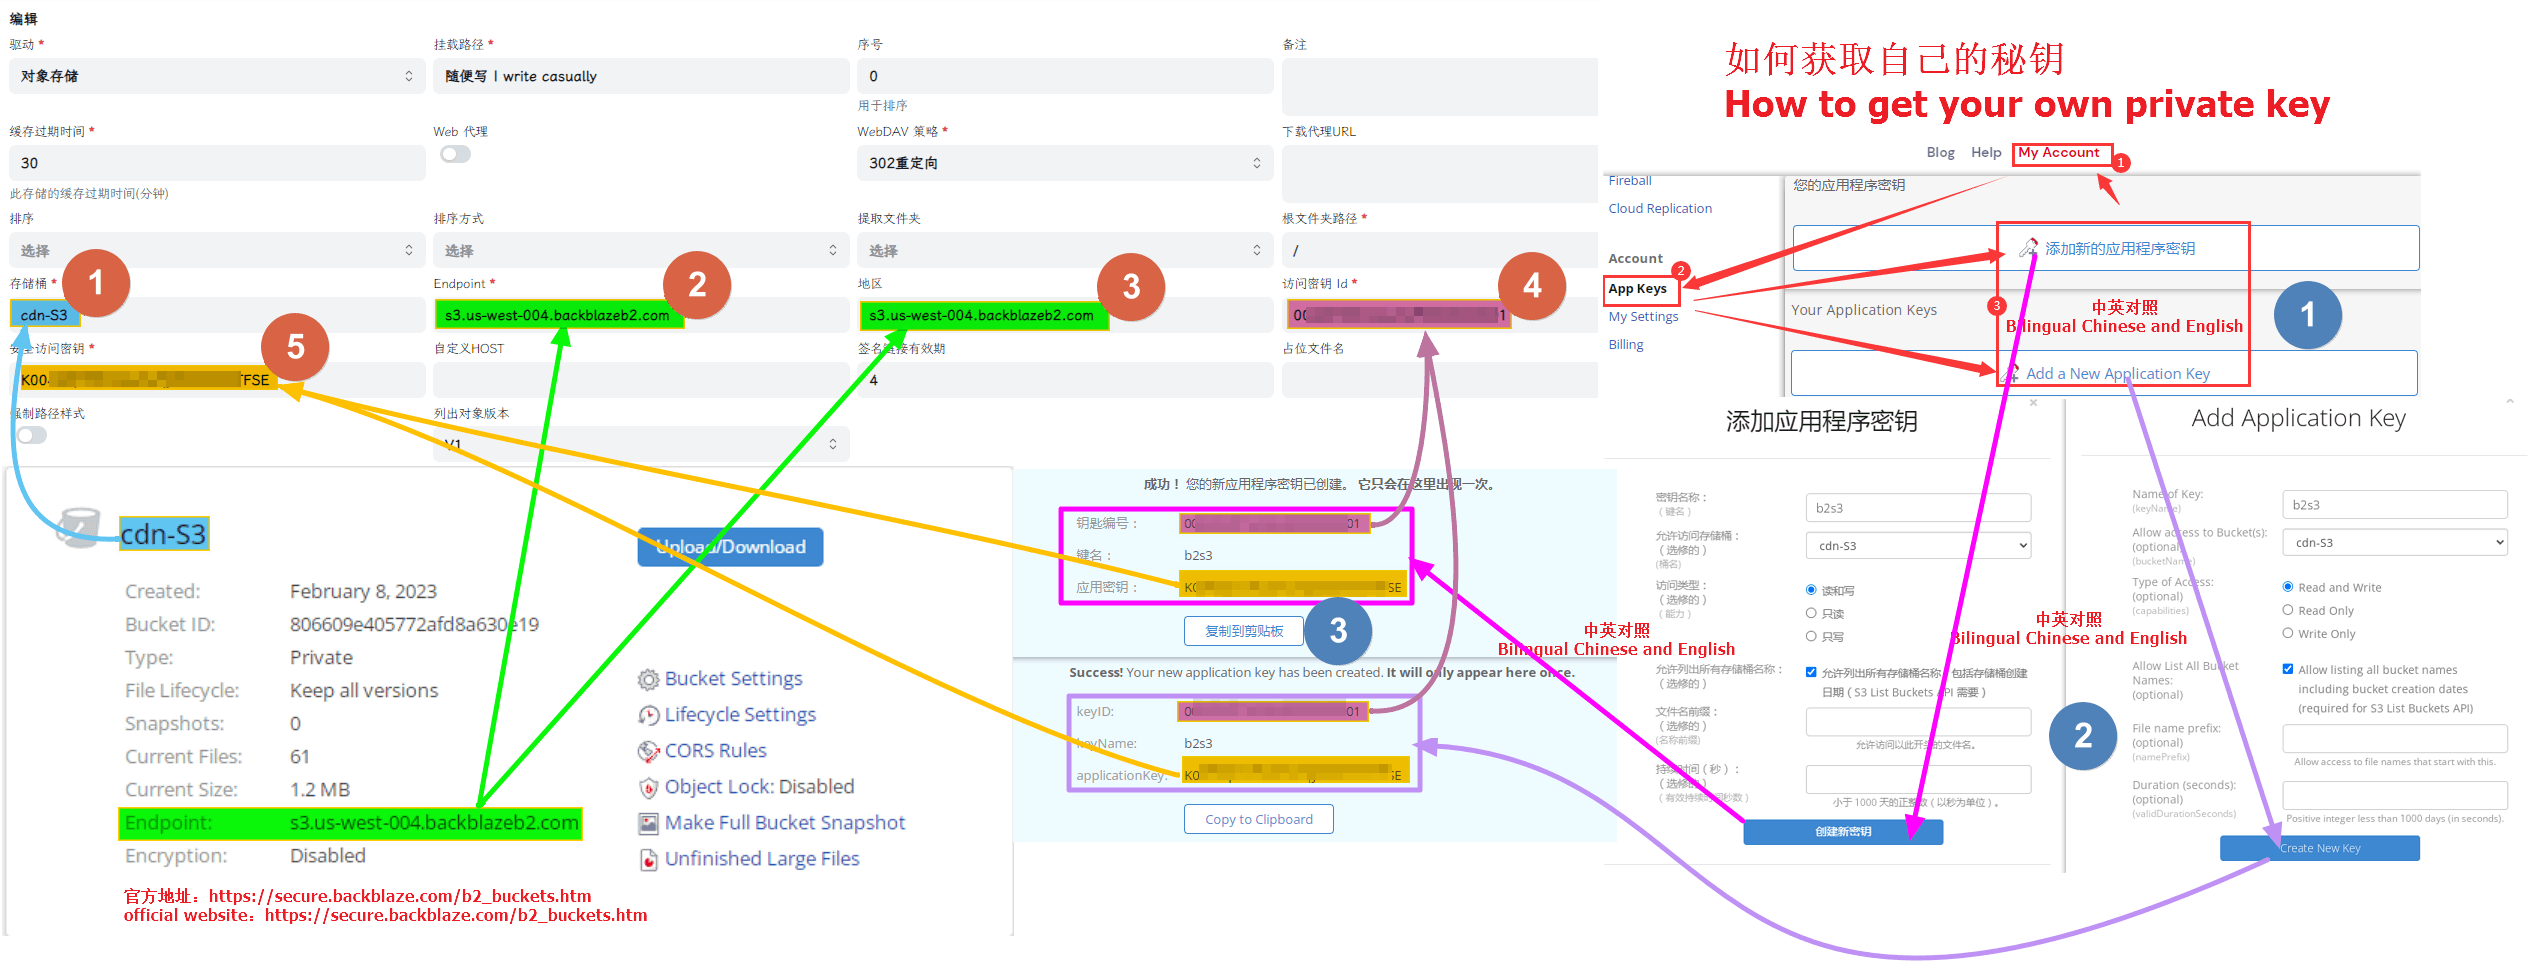 编辑
驱动 *
挂载路径 *
序号
备注
对象存储
随便写 | write casually
0
用于排序
缓存过期时间 *
Web 代理
WebDAV 策略 *
下载代理URL
30
302重定向
此存储的缓存过期时间(分钟)
排序
排序方式
提取文件夹
根文件夹路径 *
选择
选择
选择
/
存储桶 *
1
Endpoint *
2
地区
3
访问密钥 Id *
4
cdn-S3
s3.us-west-004.backblazeb2.com
s3.us-west-004.backblazeb2.com
00
1
安全访问密钥 *
5
自定义HOST
签名链接有效期
占位文件名
K00
FSE
4
强制路径样式
列出对象版本
V1
cdn-S3
Upload/Download
Created: February 8, 2023
Bucket ID: 806609e405772afd8a630e19
Type: Private
File Lifecycle: Keep all versions
Snapshots: 0
Current Files: 61
Current Size: 1.2 MB
Endpoint: s3.us-west-004.backblazeb2.com
Encryption: Disabled
Bucket Settings
Lifecycle Settings
CORS Rules
Object Lock: Disabled
Make Full Bucket Snapshot
Unfinished Large Files
官方地址：https://secure.backblaze.com/b2_buckets.htm
official website：https://secure.backblaze.com/b2_buckets.htm
成功！ 您的新应用程序密钥已创建。 它只会在这里出现一次。
钥匙编号： 00 01
键名： b2s3
应用密钥： K0 SE
复制到剪贴板
3
Success! Your new application key has been created. It will only appear here once.
keyID: 00 01
keyName: b2s3
applicationKey: K0 SE
Copy to Clipboard
中英对照
Bilingual Chinese and English
如何获取自己的秘钥
How to get your own private key
Blog Help My Account
1
Fireball
Cloud Replication
Account
2
App Keys
My Settings
Billing
您的应用程序密钥
添加新的应用程序密钥
Your Application Keys
3
中英对照
Bilingual Chinese and English
1
Add a New Application Key
添加应用程序密钥
×
密钥名称：
（ 键名 ）
b2s3
允许访问存储桶：
（ 选修的 ）
(桶名)
cdn-S3
访问类型：
（ 选修的 ）
（ 能力 ）
读和写
只读
只写
允许列出所有存储桶名称：
（ 选修的 ）
允许列出所有存储桶名称，包括存储桶创建
日期（ S3 List Buckets API 需要 ）
文件名前缀：
（ 选修的 ）
(名称前缀)
允许访问以此开头的文件名。
持续时间（ 秒 ）：
（ 选修的 ）
（ 有效持续时间秒数 ）
小于 1000 天的正整数（ 以秒为单位 ）。
创建新密钥
中英对照
Bilingual Chinese and English
2
Add Application Key
Name of Key:
(keyName)
b2s3
Allow access to Bucket(s):
(optional)
(bucketName)
cdn-S3
Type of Access:
(optional)
(capabilities)
Read and Write
Read Only
Write Only
Allow List All Bucket
Names:
(optional)
Allow listing all bucket names
including bucket creation dates
(required for S3 List Buckets API)
File name prefix:
(optional)
(namePrefix)
Allow access to file names that start with this.
Duration (seconds):
(optional)
(validDurationSeconds)
Positive integer less than 1000 days (in seconds).
Create New Key